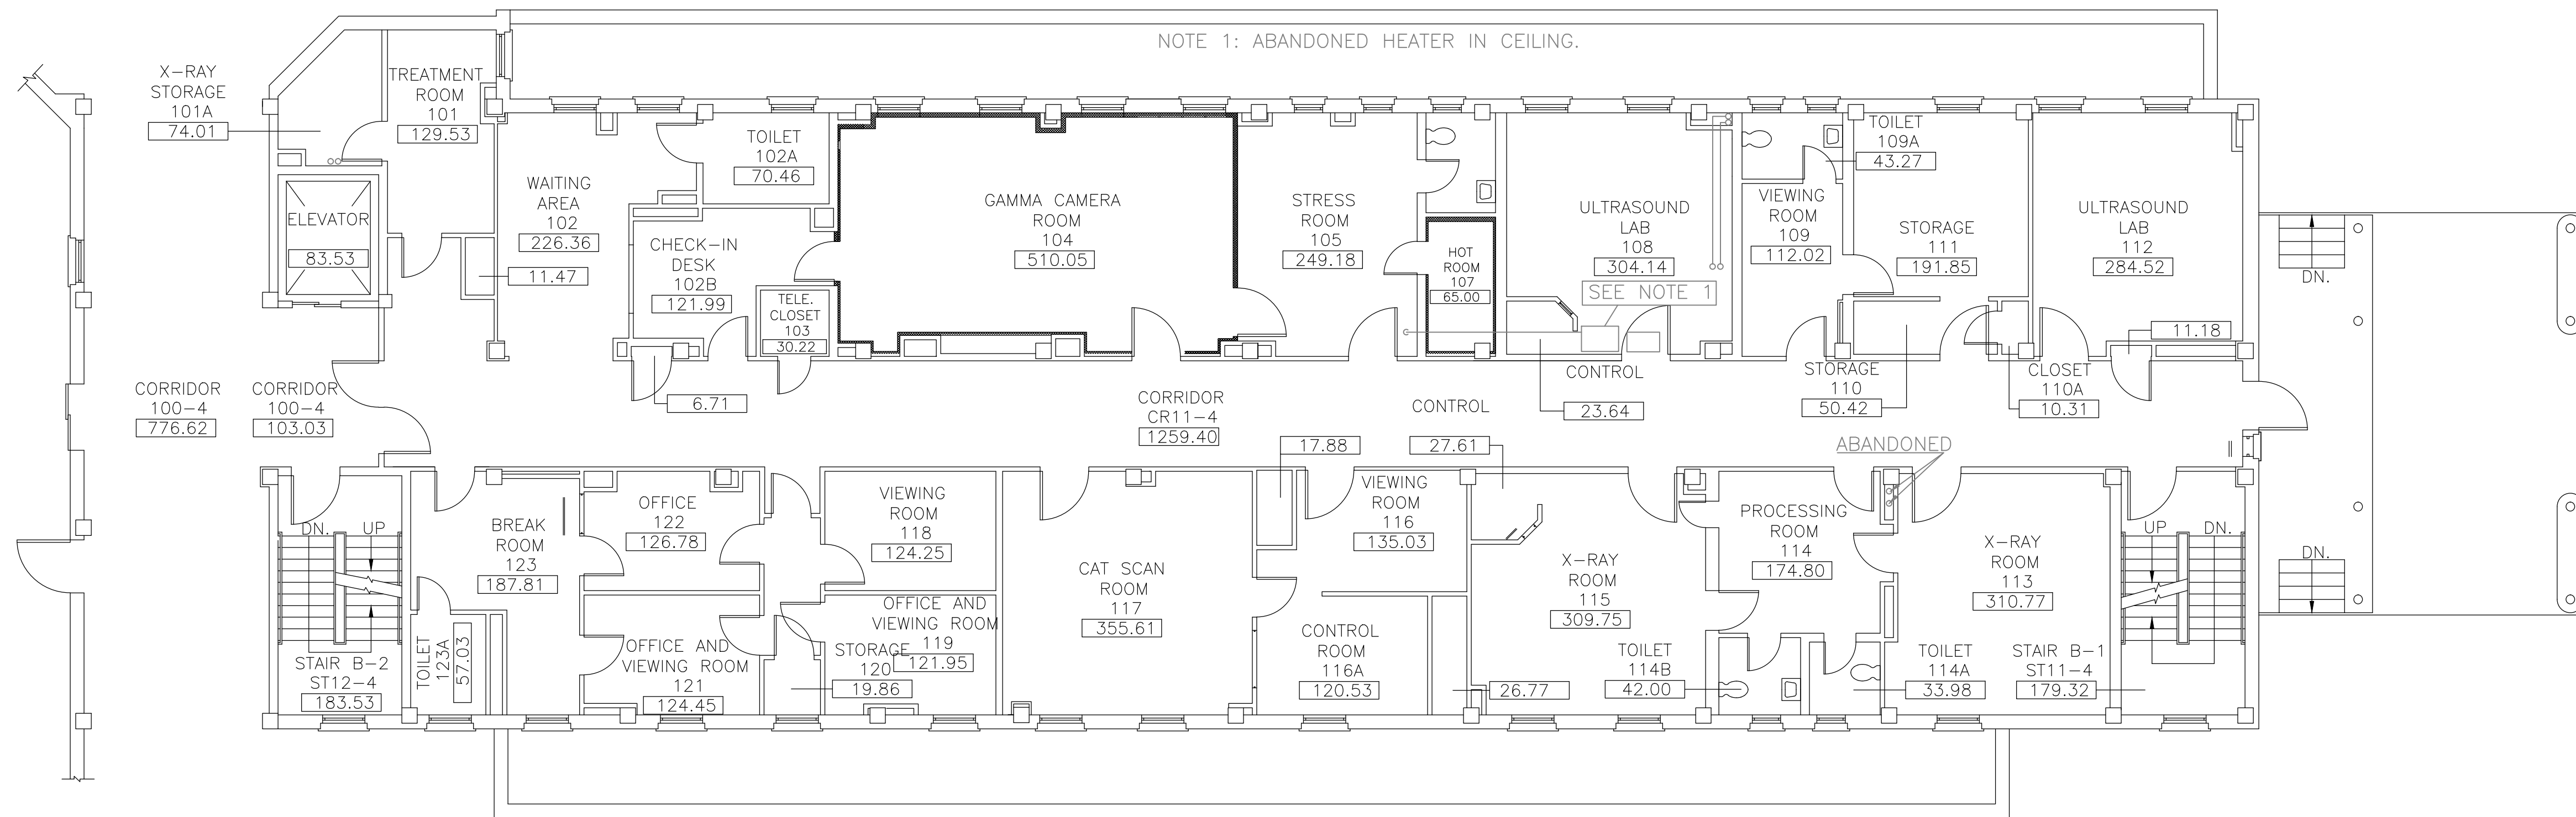 NOTE 1: ABANDONED HEATER IN CEILING.
X-RAY
STORAGE
101A
74.01
TREATMENT
ROOM
101
129.53
ELEVATOR
83.53
11.47
WAITING
AREA
102
226.36
TOILET
102A
70.46
CHECK-IN
DESK
102B
121.99
TELE.
CLOSET
103
30.22
6.71
GAMMA CAMERA
ROOM
104
510.05
STRESS
ROOM
105
249.18
HOT
ROOM
107
65.00
ULTRASOUND
LAB
108
304.14
SEE NOTE 1
CONTROL
23.64
VIEWING
ROOM
109
112.02
TOILET
109A
43.27
STORAGE
111
191.85
STORAGE
110
50.42
CLOSET
110A
10.31
ULTRASOUND
LAB
112
284.52
11.18
DN.
DN.
CORRIDOR
100-4
776.62
CORRIDOR
100-4
103.03
CORRIDOR
CR11-4
1259.40
CONTROL
27.61
17.88
ABANDONED
DN.
UP
STAIR B-2
ST12-4
183.53
BREAK
ROOM
123
187.81
TOILET
123A
57.03
OFFICE
122
126.78
OFFICE AND
VIEWING ROOM
121
124.45
VIEWING
ROOM
118
124.25
OFFICE AND
VIEWING ROOM
119
121.95
STORAGE
120
19.86
CAT SCAN
ROOM
117
355.61
VIEWING
ROOM
116
135.03
CONTROL
ROOM
116A
120.53
26.77
X-RAY
ROOM
115
309.75
PROCESSING
ROOM
114
174.80
TOILET
114B
42.00
TOILET
114A
33.98
X-RAY
ROOM
113
310.77
STAIR B-1
ST11-4
179.32
UP
DN.